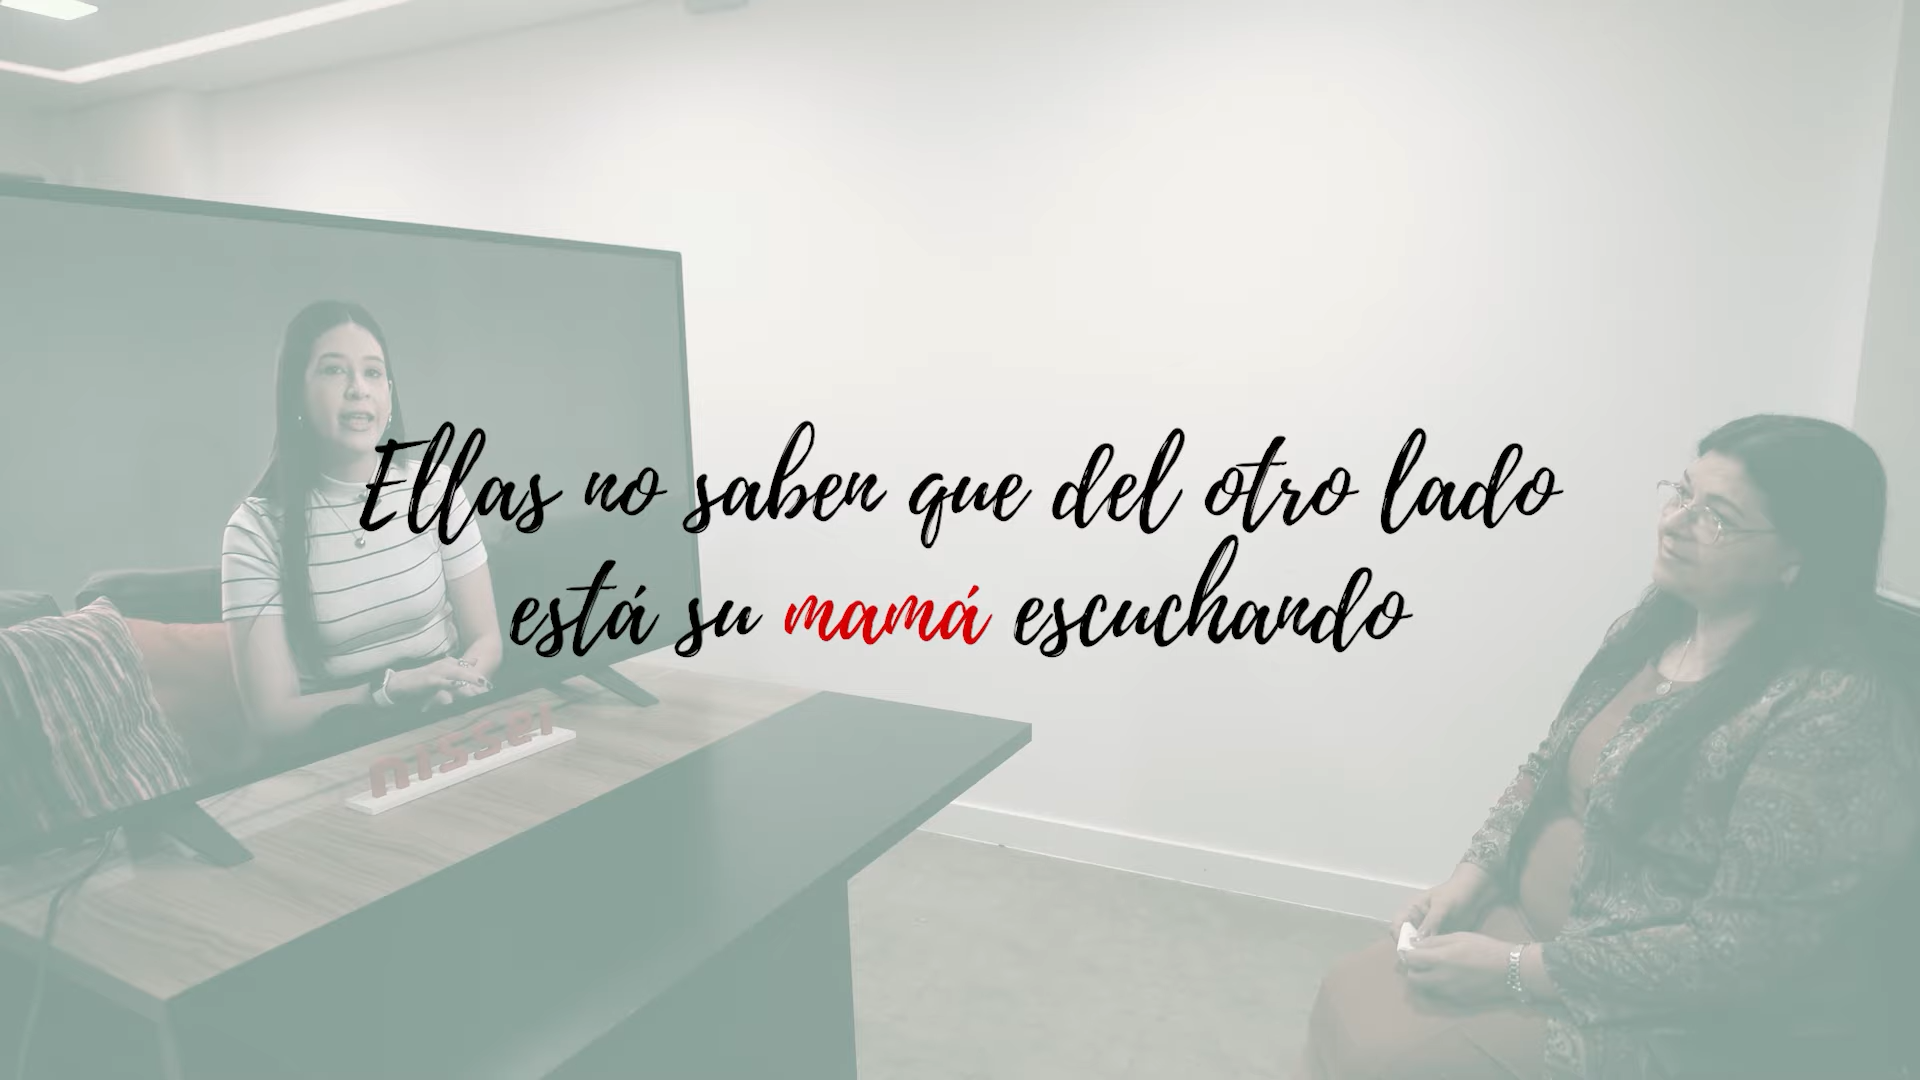 Ellas no saben que del otro lado
está su mamá escuchando
nissei